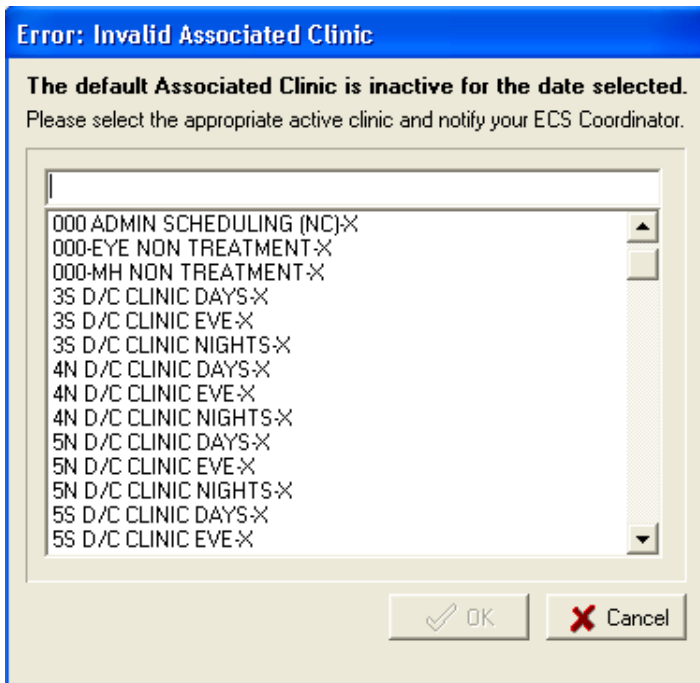 Error: Invalid Associated Clinic
The default Associated Clinic is inactive for the date selected.
Please select the appropriate active clinic and notify your ECS Coordinator.
000 ADMIN SCHEDULING (NC)-X
000-EYE NON TREATMENT-X
000-MH NON TREATMENT-X
3S D/C CLINIC DAYS-X
3S D/C CLINIC EVE-X
3S D/C CLINIC NIGHTS-X
4N D/C CLINIC DAYS-X
4N D/C CLINIC EVE-X
4N D/C CLINIC NIGHTS-X
5N D/C CLINIC DAYS-X
5N D/C CLINIC EVE-X
5N D/C CLINIC NIGHTS-X
5S D/C CLINIC DAYS-X
5S D/C CLINIC EVE-X
OK Cancel